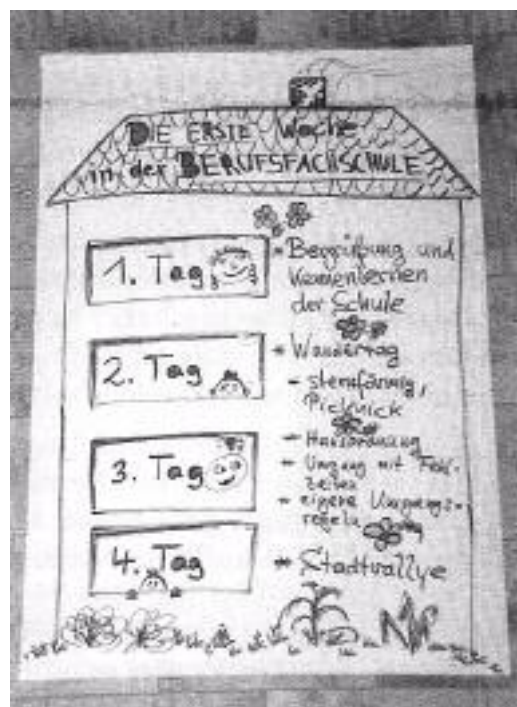 DIE ERSTE Woche
in der BERUFSFACHSCHULE
1. Tag
* Begrüßung und
Kennenlernen
der Schule
2. Tag
* Wandertag
- sternförmig,
Picknick
3. Tag
* Hausordnung
- Umgang mit Fehl-
zeiten
- eigene Umgangs-
regeln
4. Tag
* Stadtrallye